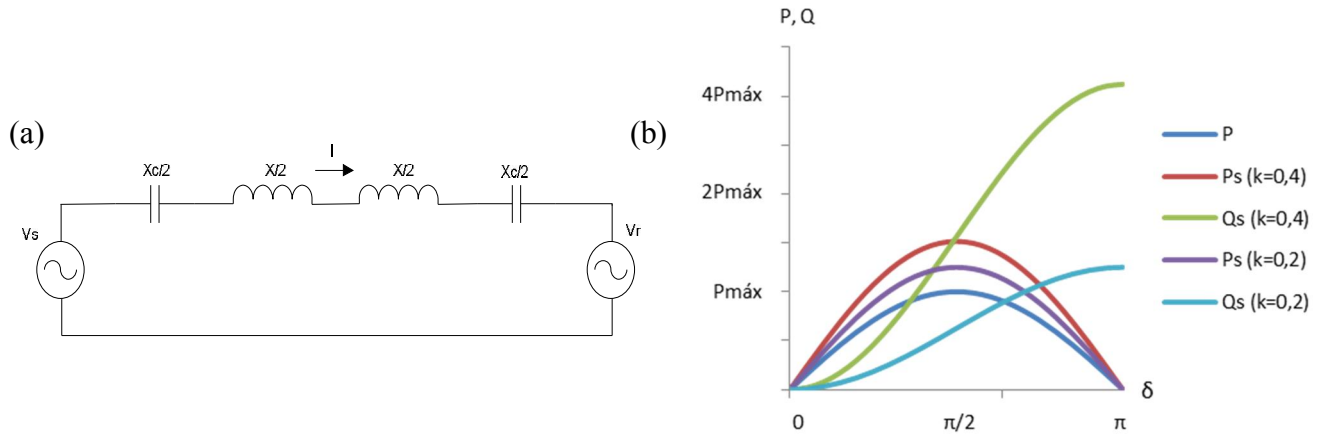 (a)
I
Xc/2
X/2
X/2
Xc/2
Vs
Vr
(b)
P, Q
4Pmáx
2Pmáx
Pmáx
0
π/2
π
δ
P
Ps (k=0,4)
Qs (k=0,4)
Ps (k=0,2)
Qs (k=0,2)